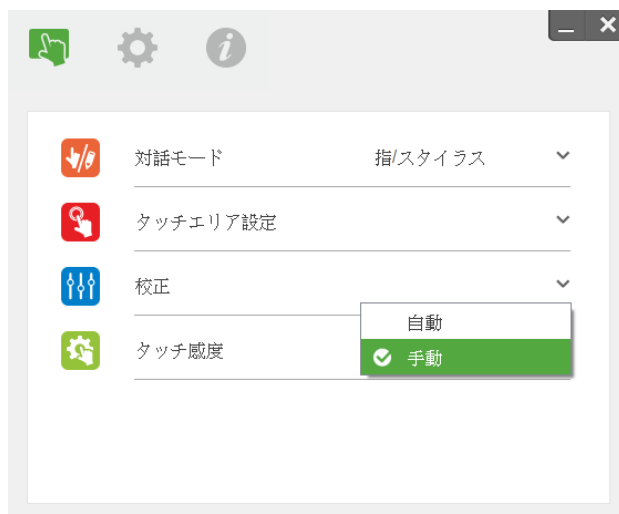 対話モード 指/スタイラス
タッチエリア設定
校正
自動
タッチ感度
手動